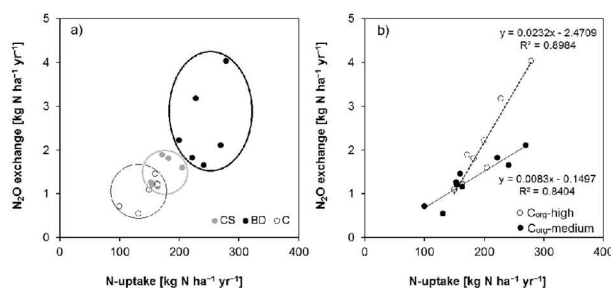 a)
N₂O exchange [kg N ha⁻¹ yr⁻¹]
5
4
3
2
1
0
0 100 200 300 400
N-uptake [kg N ha⁻¹ yr⁻¹]
CS BD C
b)
N₂O exchange [kg N ha⁻¹ yr⁻¹]
5
4
3
2
1
0
0 100 200 300 400
N-uptake [kg N ha⁻¹ yr⁻¹]
y = 0.0232x - 2.4709
R² = 0.8984
y = 0.0083x - 0.1497
R² = 0.8404
Corg-high
Corg-medium